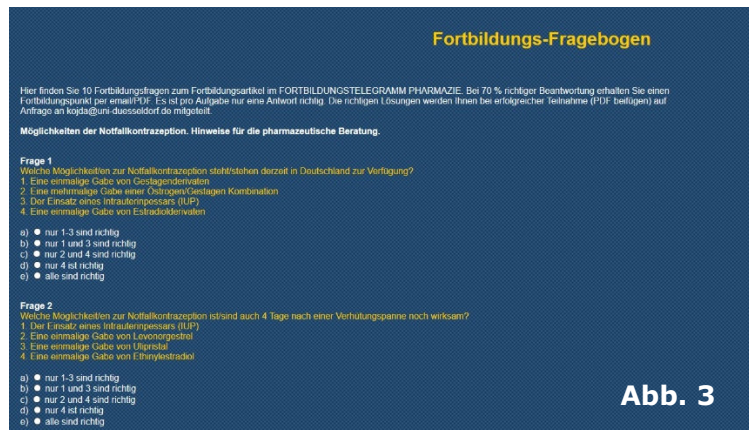 Fortbildungs-Fragebogen
Hier finden Sie 10 Fortbildungsfragen zum Fortbildungsartikel im FORTBILDUNGSTELEGRAMM PHARMAZIE. Bei 70 % richtiger Beantwortung erhalten Sie einen
Fortbildungspunkt per email/PDF. Es ist pro Aufgabe nur eine Antwort richtig. Die richtigen Lösungen werden Ihnen bei erfolgreicher Teilnahme (PDF beifügen) auf
Anfrage an kojda@uni-duesseldorf.de mitgeteilt.
Möglichkeiten der Notfallkontrazeption. Hinweise für die pharmazeutische Beratung.
Frage 1
Welche Möglichkeit/en zur Notfallkontrazeption steht/stehen derzeit in Deutschland zur Verfügung?
1. Eine einmalige Gabe von Gestagenderivaten
2. Eine mehrmalige Gabe einer Östrogen/Gestagen Kombination
3. Der Einsatz eines Intrauterinpessars (IUP)
4. Eine einmalige Gabe von Estradiolderivaten
a) nur 1-3 sind richtig
b) nur 1 und 3 sind richtig
c) nur 2 und 4 sind richtig
d) nur 4 ist richtig
e) alle sind richtig
Frage 2
Welche Möglichkeit/en zur Notfallkontrazeption ist/sind auch 4 Tage nach einer Verhütungspanne noch wirksam?
1. Der Einsatz eines Intrauterinpessars (IUP)
2. Eine einmalige Gabe von Levonorgestrel
3. Eine einmalige Gabe von Ulipristal
4. Eine einmalige Gabe von Ethinylestradiol
a) nur 1-3 sind richtig
b) nur 1 und 3 sind richtig
c) nur 2 und 4 sind richtig
d) nur 4 ist richtig
e) alle sind richtig
Abb. 3